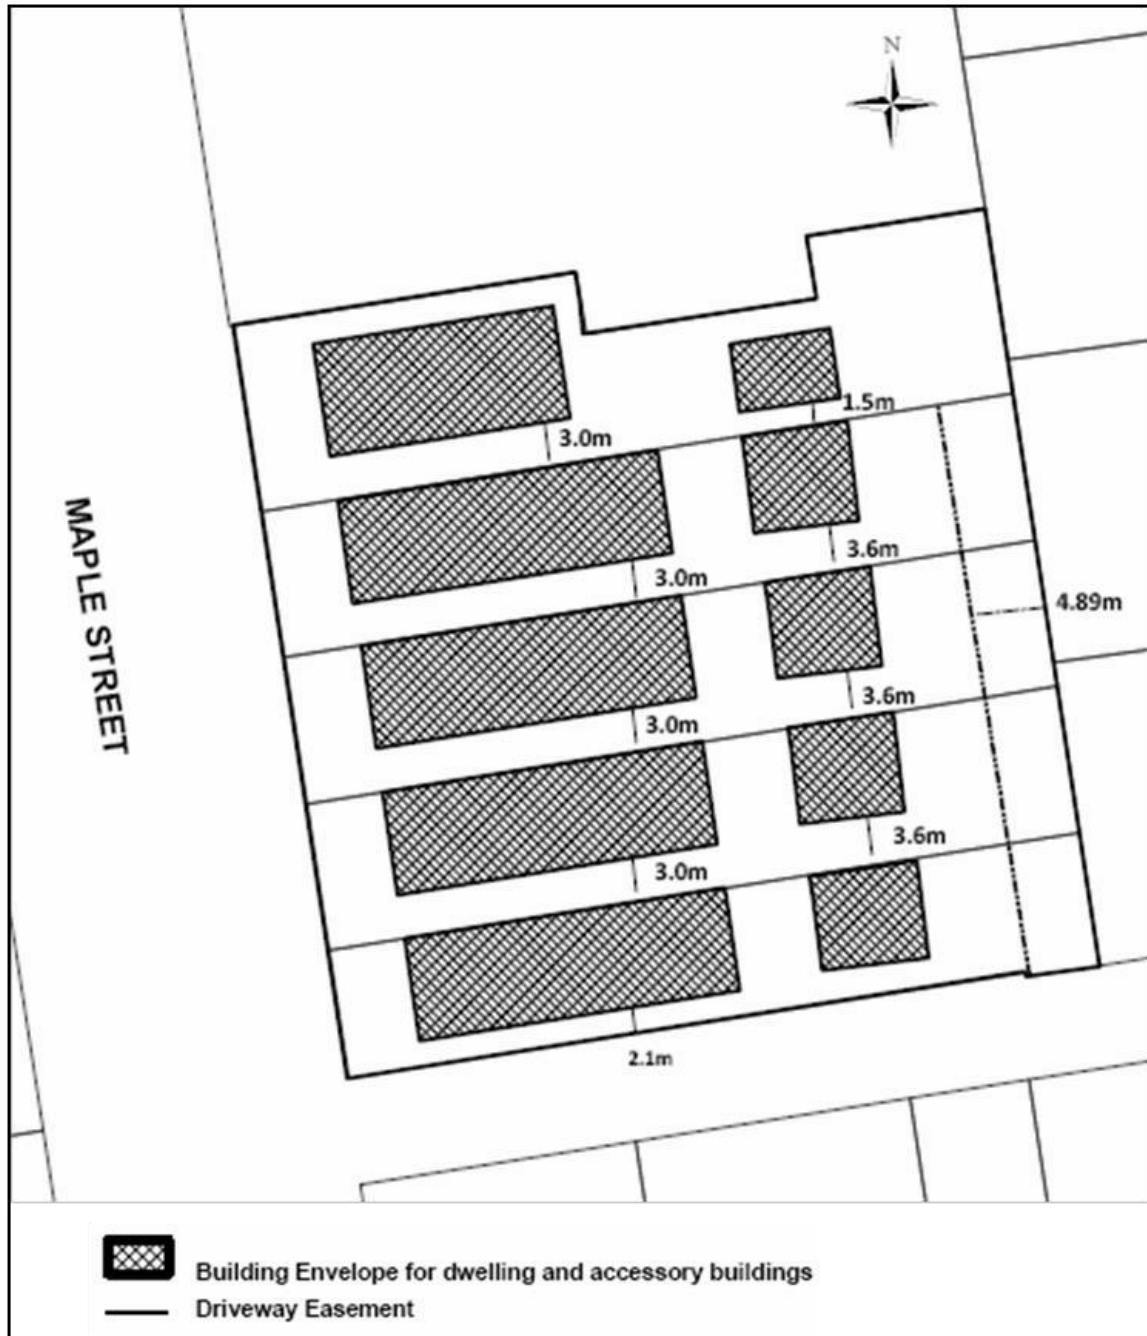 N
1.5m
3.0m
3.6m
3.0m
4.89m
3.6m
3.0m
3.6m
3.0m
2.1m
MAPLE STREET
Building Envelope for dwelling and accessory buildings
Driveway Easement